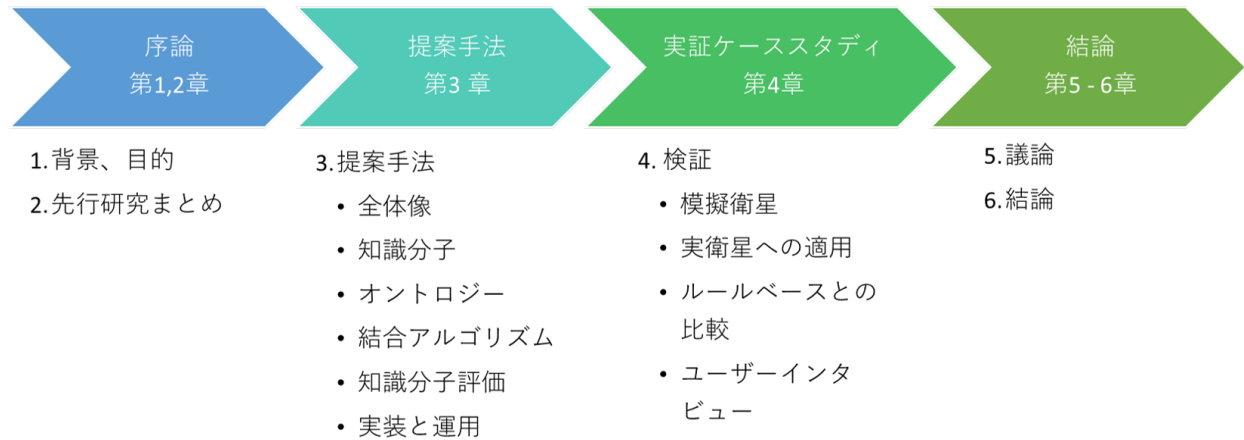 序論
第1,2章
提案手法
第3 章
実証ケーススタディ
第4章
結論
第5 - 6章
1.背景、目的
2.先行研究まとめ
3.提案手法
• 全体像
• 知識分子
• オントロジー
• 結合アルゴリズム
• 知識分子評価
• 実装と運用
4. 検証
• 模擬衛星
• 実衛星への適用
• ルールベースとの
比較
• ユーザーインタ
ビュー
5.議論
6.結論